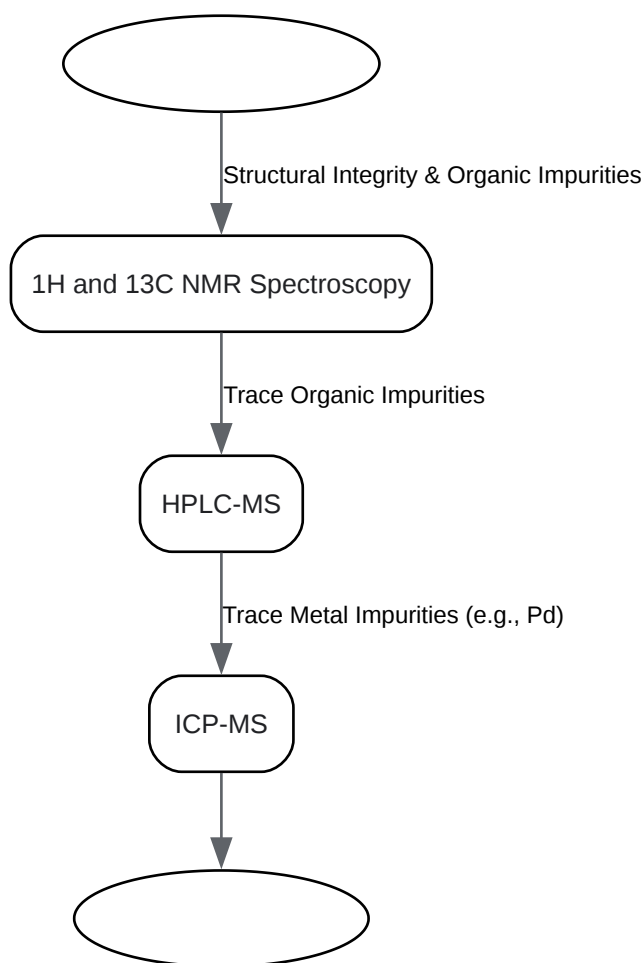 Structural Integrity & Organic Impurities
1H and 13C NMR Spectroscopy
Trace Organic Impurities
HPLC-MS
Trace Metal Impurities (e.g., Pd)
ICP-MS